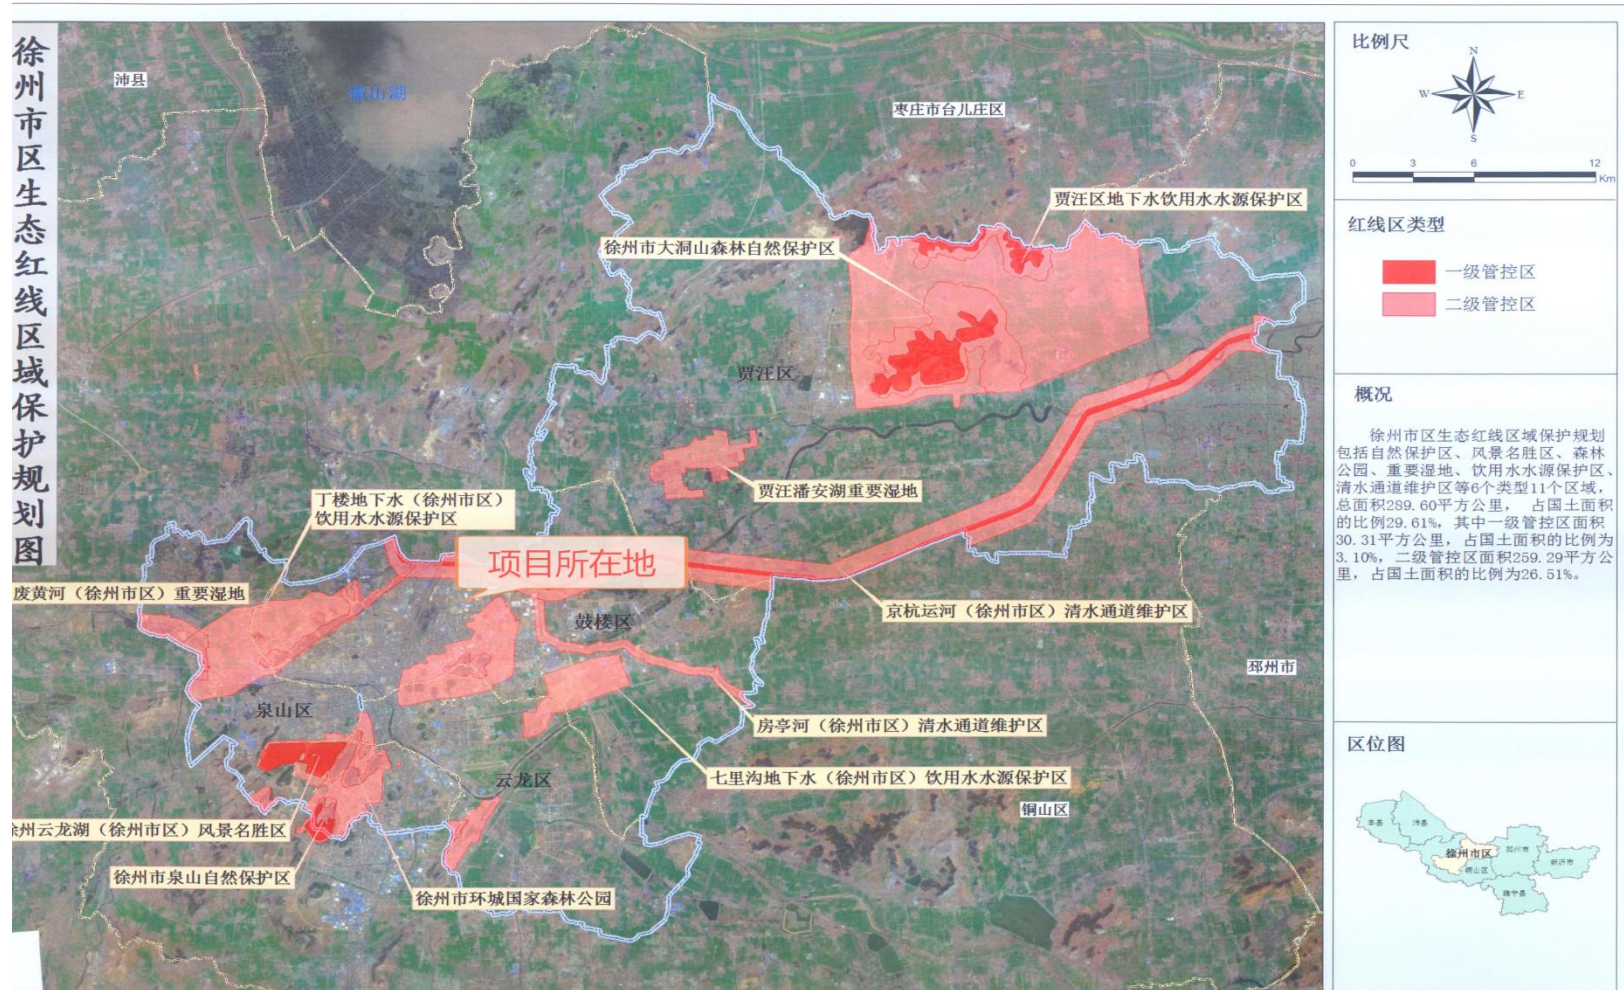 徐州市区生态红线区域保护规划图
沛县
微山湖
枣庄市台儿庄区
贾汪区地下水饮用水水源保护区
徐州市大洞山森林自然保护区
贾汪区
贾汪潘安湖重要湿地
丁楼地下水（徐州市区）
饮用水水源保护区
项目所在地
废黄河（徐州市区）重要湿地
鼓楼区
京杭运河（徐州市区）清水通道维护区
邳州市
泉山区
房亭河（徐州市区）清水通道维护区
云龙区
七里沟地下水（徐州市区）饮用水水源保护区
铜山区
徐州云龙湖（徐州市区）风景名胜区
徐州市泉山自然保护区
徐州市环城国家森林公园
比例尺
N
W
E
S
0 3 6 12
Km
红线区类型
一级管控区
二级管控区
概况
徐州市区生态红线区域保护规划
包括自然保护区、风景名胜区、森林
公园、重要湿地、饮用水水源保护区、
清水通道维护区等6个类型11个区域，
总面积289.60平方公里， 占国土面积
的比例29.61%，其中一级管控区面积
30.31平方公里，占国土面积的比例为
3.10%，二级管控区面积259.29平方公
里，占国土面积的比例为26.51%。
区位图
丰县
沛县
徐州市区
铜山区
邳州市
新沂市
睢宁县